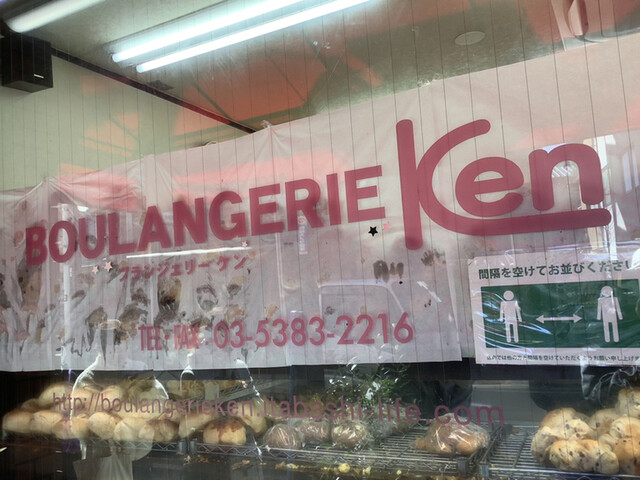 BOULANGERIE Ken
ブランジェリー ケン
TEL FAX 03-5383-2216
http://boulangerieken.itabashi-life.com
間隔を空けてお並びください